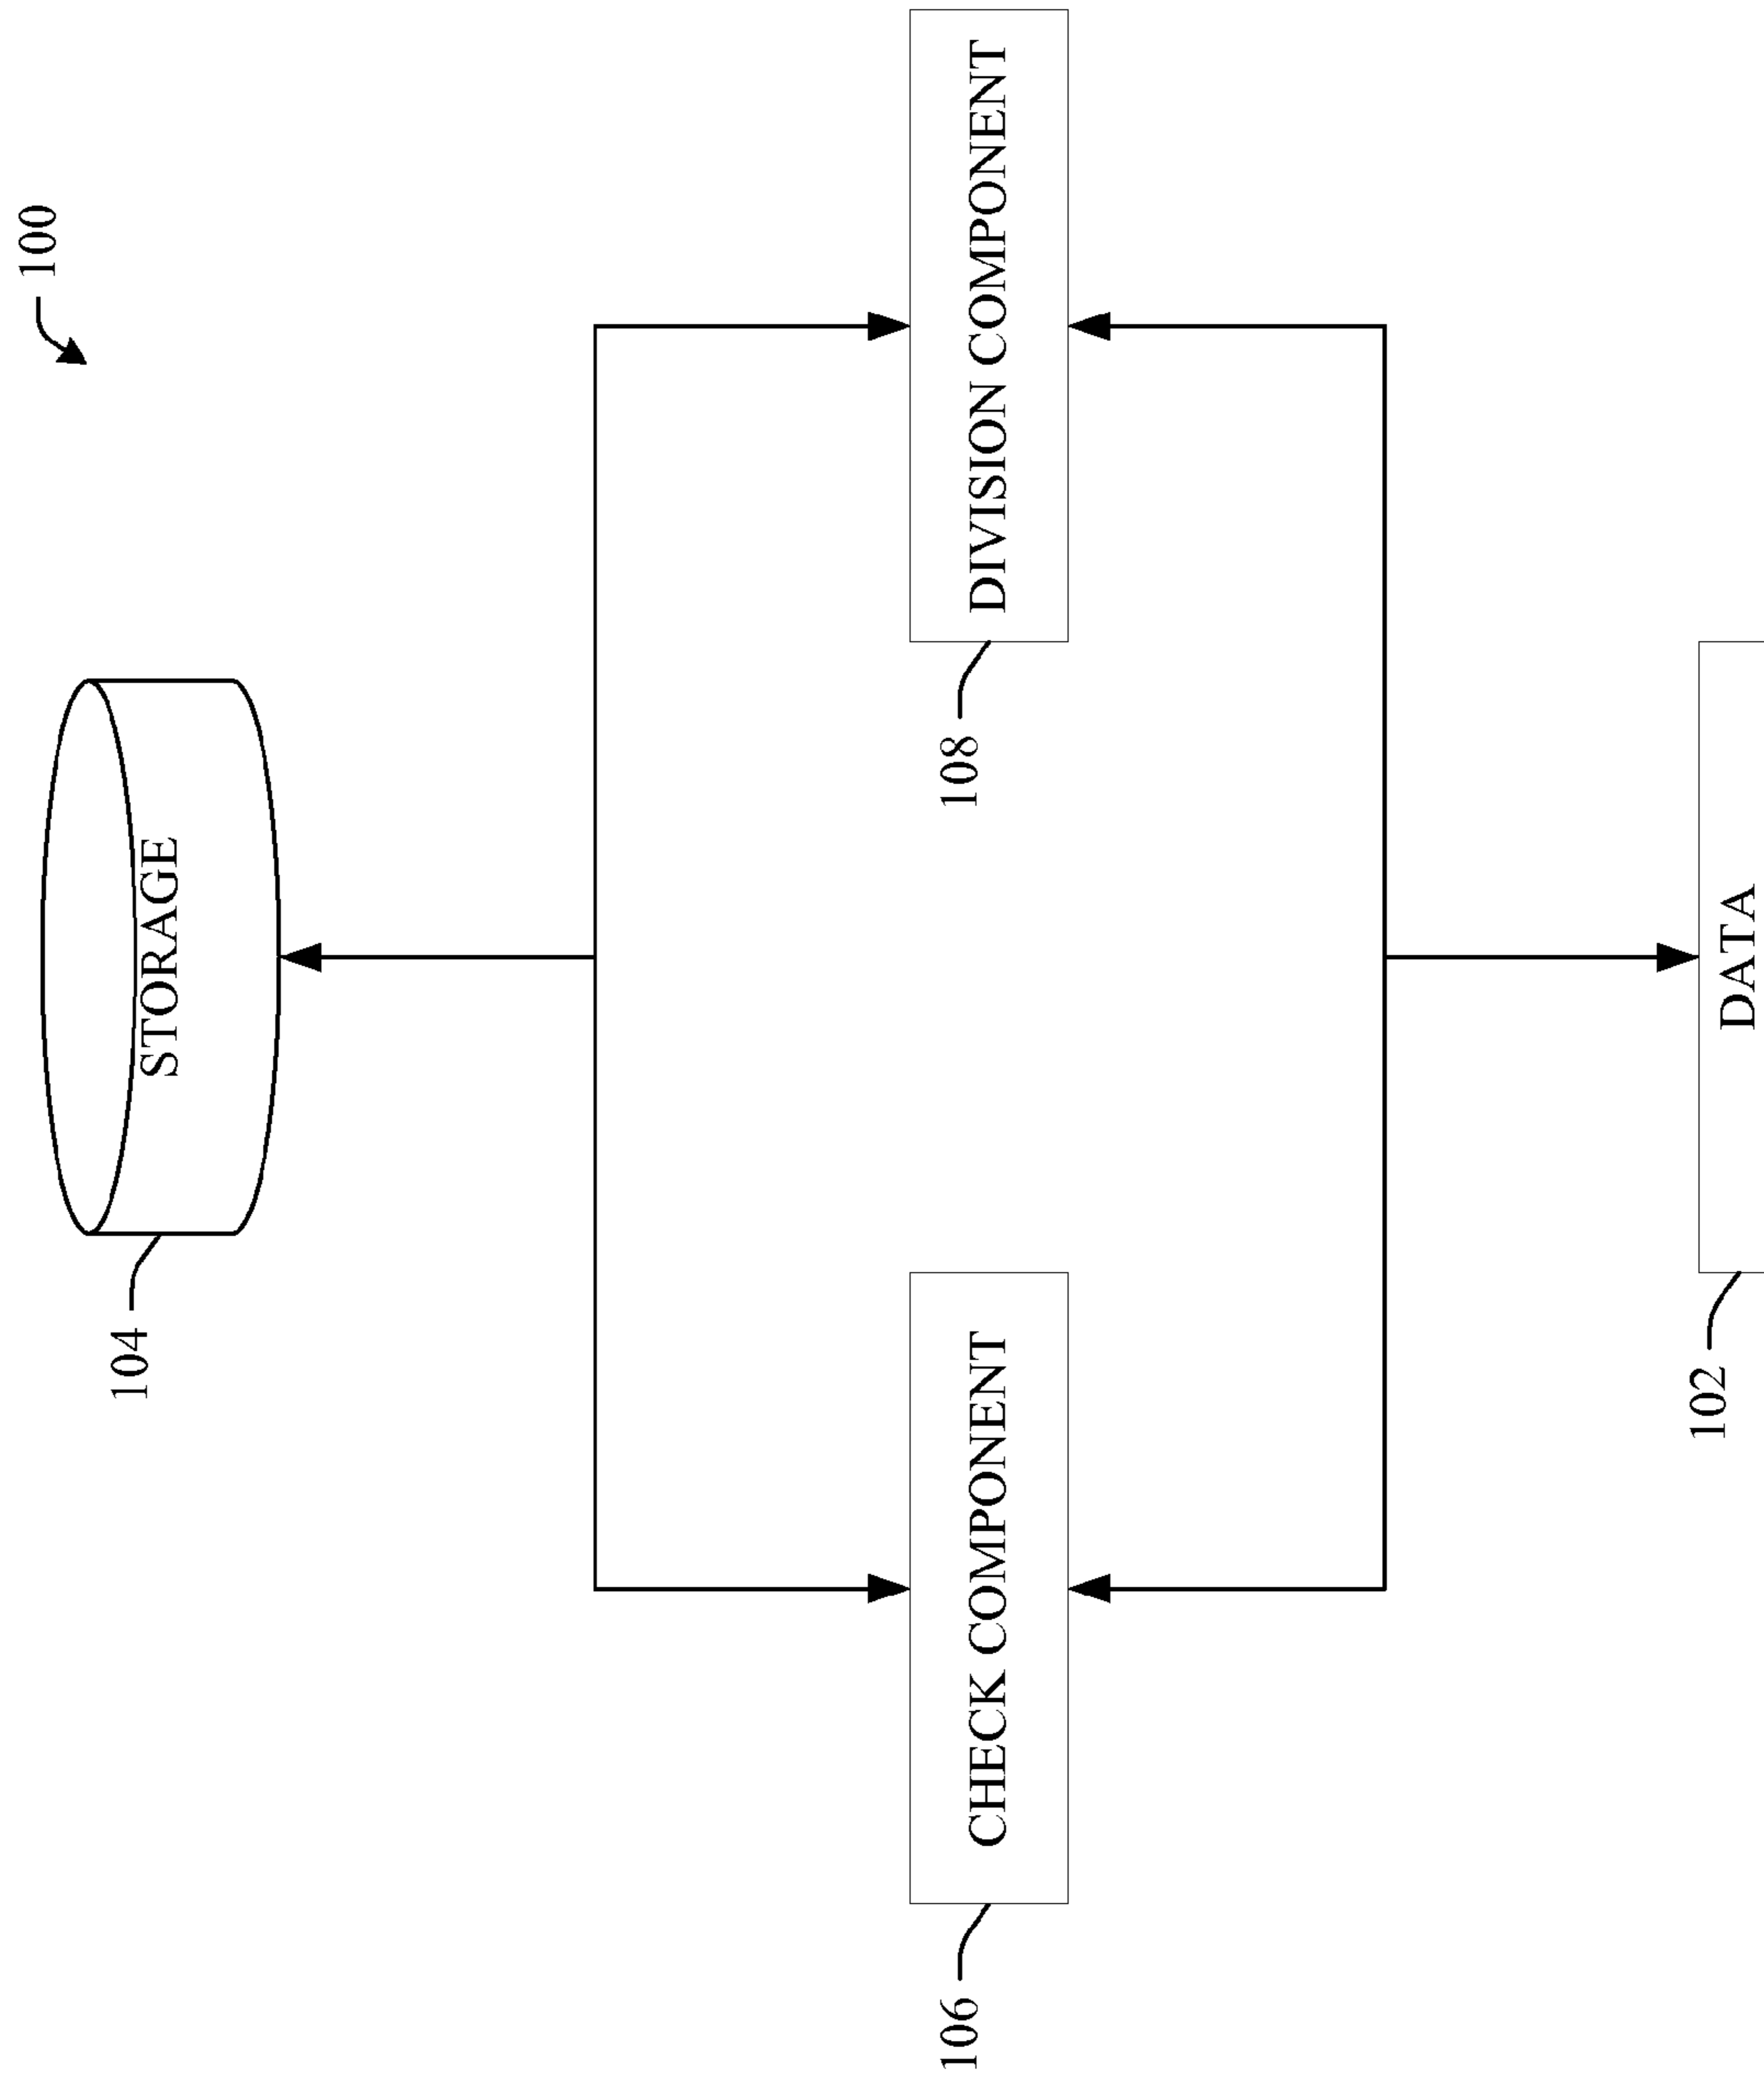 100
STORAGE
104
DIVISION COMPONENT
108
CHECK COMPONENT
106
DATA
102